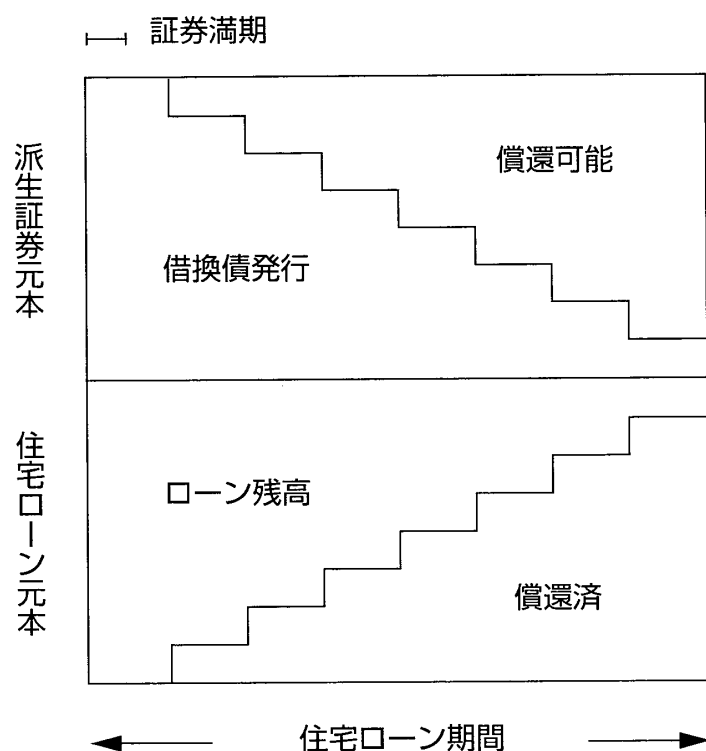 証券満期
派生証券元本
償還可能
借換債発行
住宅ローン元本
ローン残高
償還済
住宅ローン期間